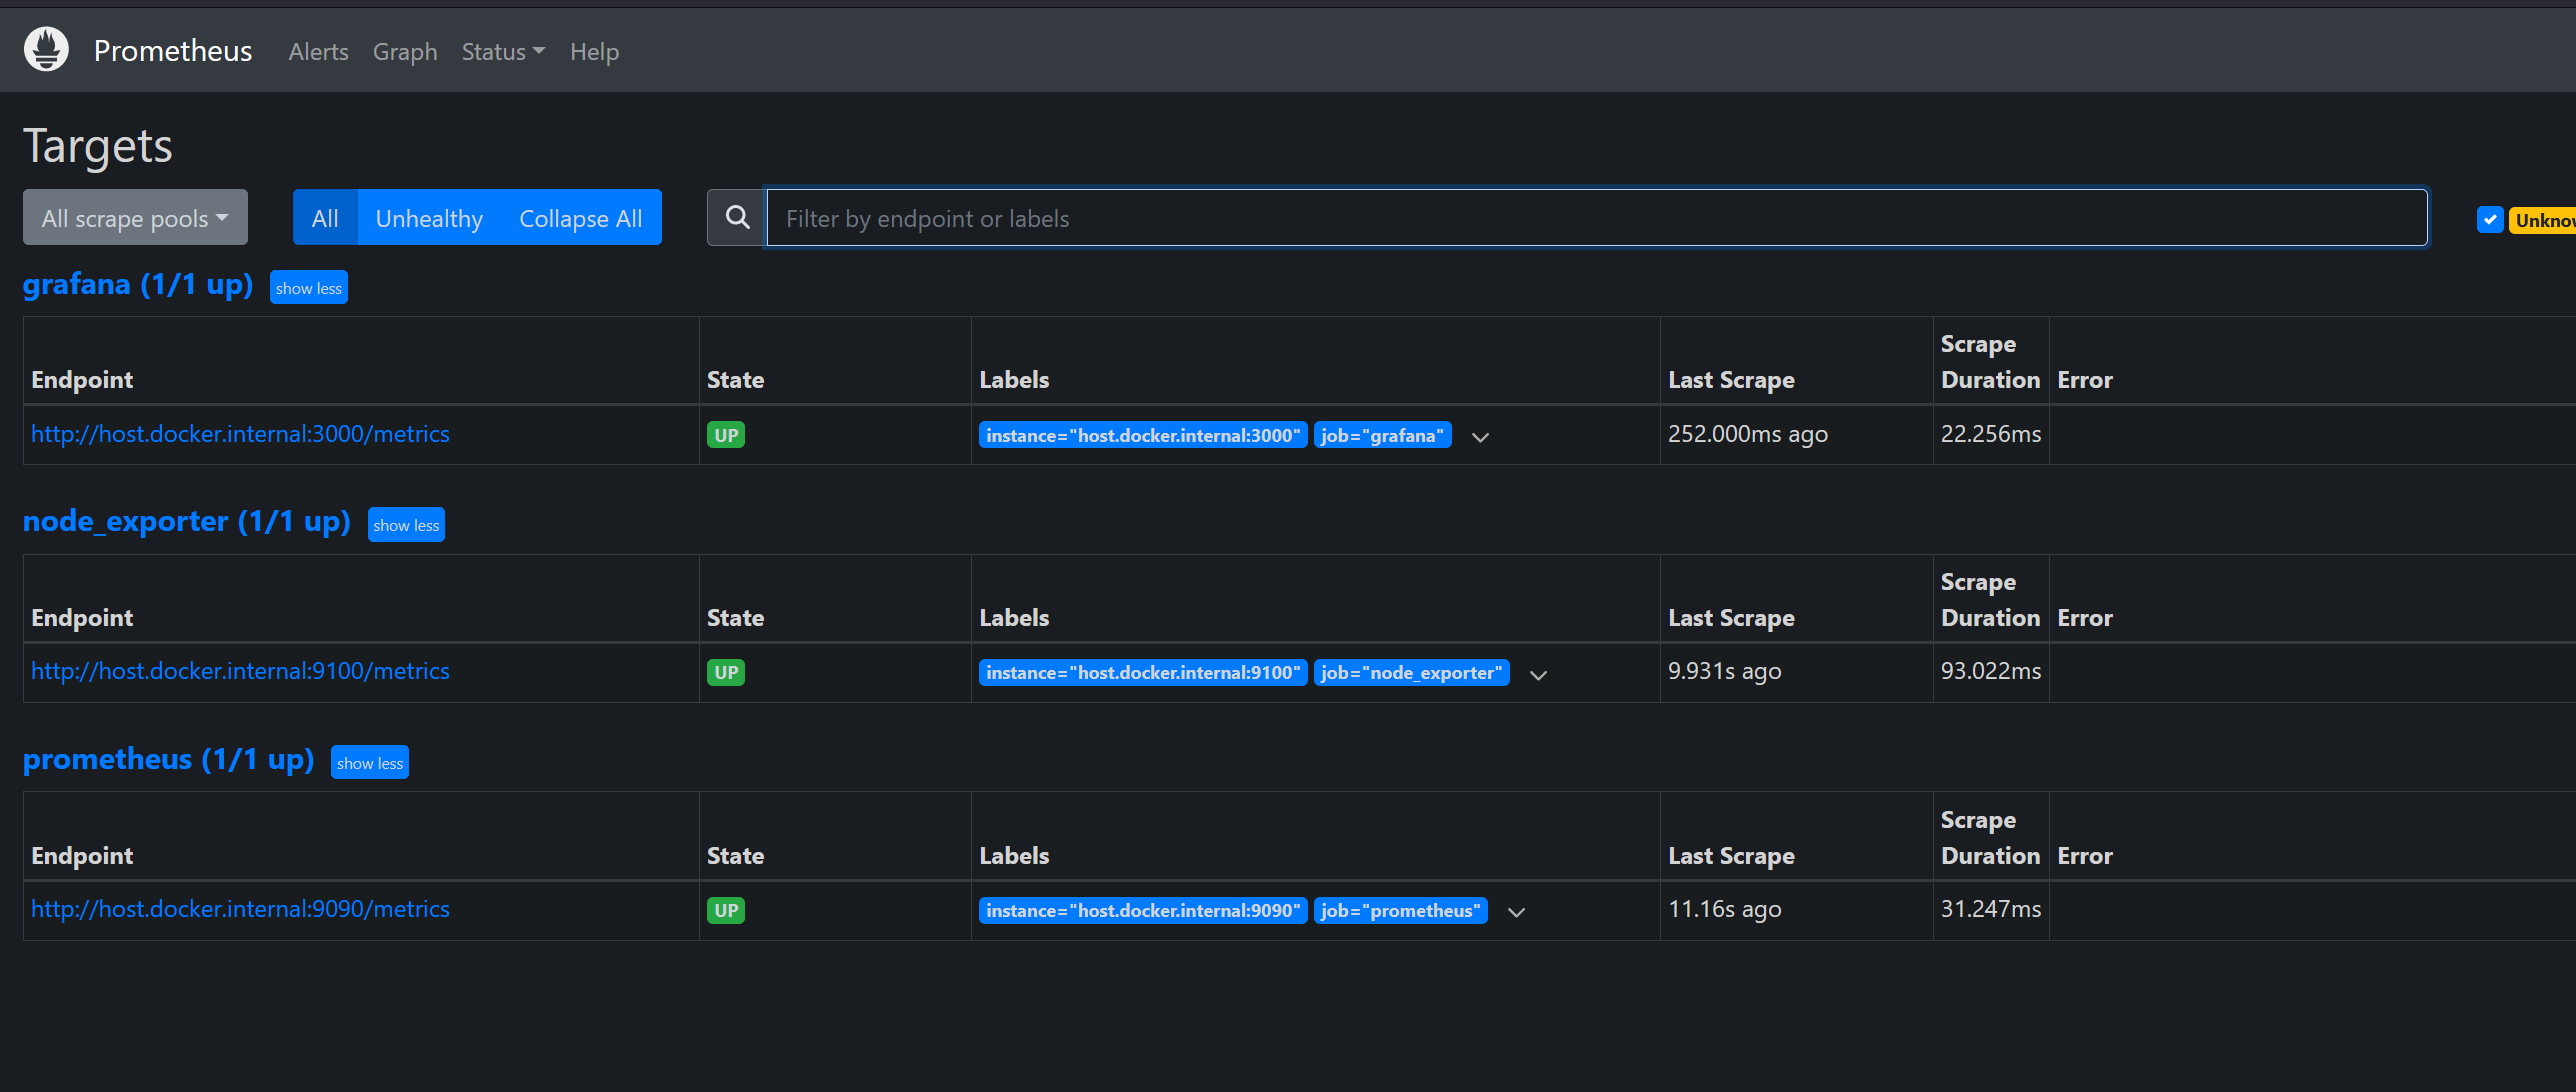 Prometheus Alerts Graph Status Help
Targets
All scrape pools All Unhealthy Collapse All Filter by endpoint or labels
grafana (1/1 up) show less
Endpoint State Labels Last Scrape Scrape Duration Error
http://host.docker.internal:3000/metrics UP instance="host.docker.internal:3000" job="grafana" 252.000ms ago 22.256ms
node_exporter (1/1 up) show less
Endpoint State Labels Last Scrape Scrape Duration Error
http://host.docker.internal:9100/metrics UP instance="host.docker.internal:9100" job="node_exporter" 9.931s ago 93.022ms
prometheus (1/1 up) show less
Endpoint State Labels Last Scrape Scrape Duration Error
http://host.docker.internal:9090/metrics UP instance="host.docker.internal:9090" job="prometheus" 11.16s ago 31.247ms